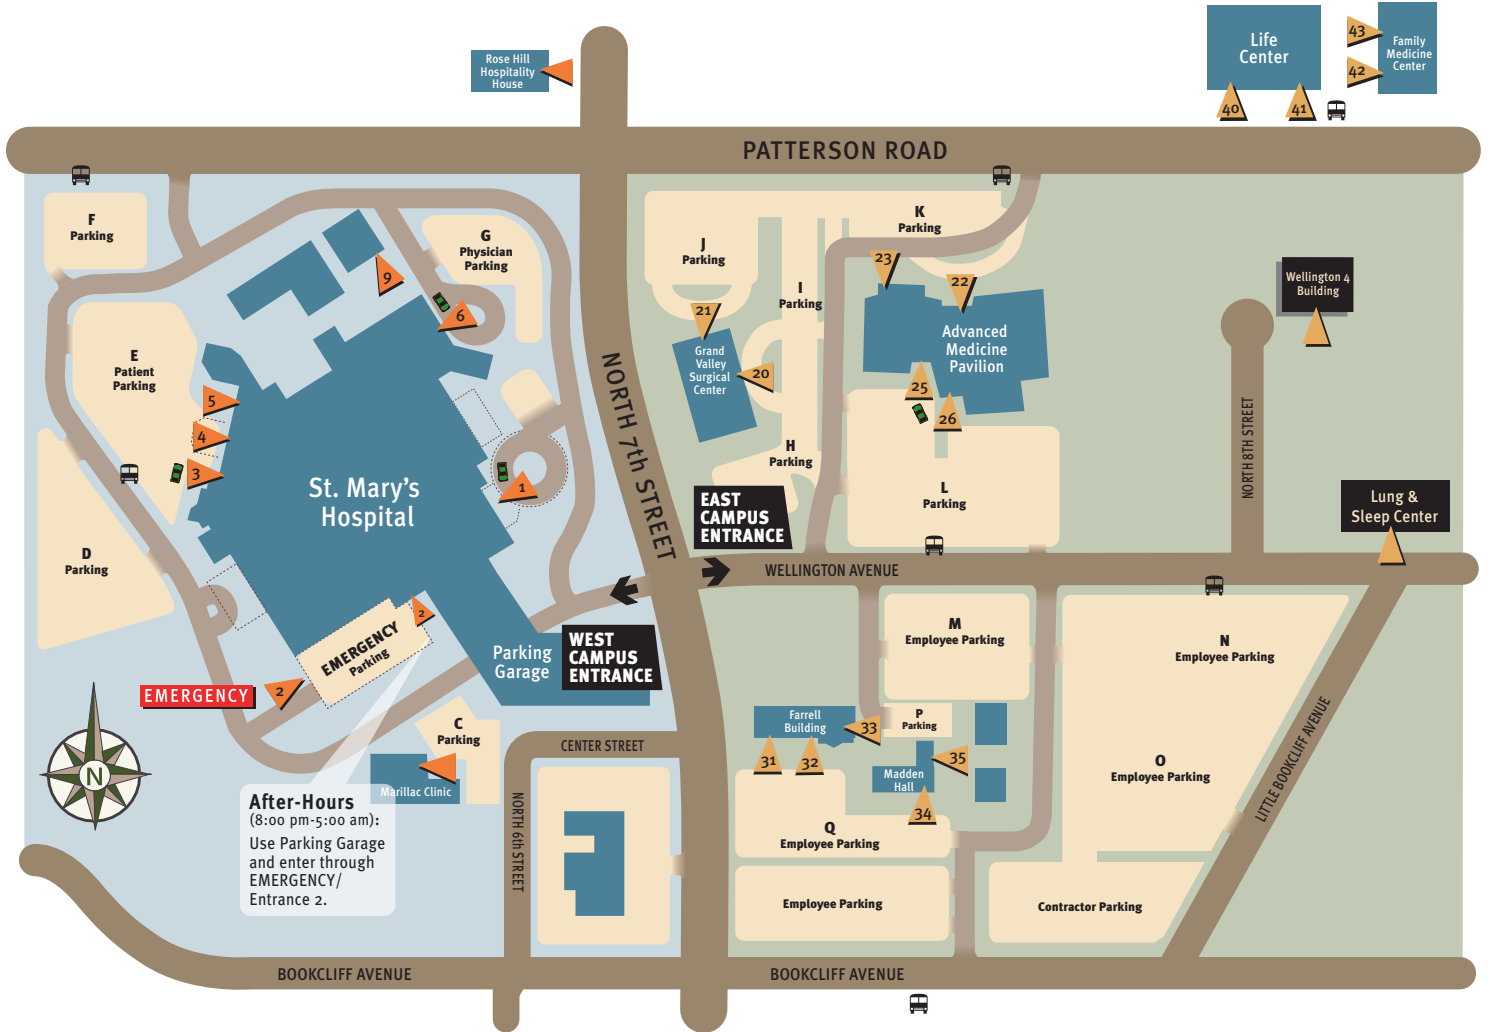 Rose Hill
Hospitality
House
Life
Center
40
41
43
42
Family
Medicine
Center
PATTERSON ROAD
F
Parking
G
Physician
Parking
9
6
E
Patient
Parking
5
4
3
D
Parking
St. Mary's
Hospital
1
2
EMERGENCY
Parking
EMERGENCY
2
Parking
Garage
WEST
CAMPUS
ENTRANCE
C
Parking
Marillac Clinic
After-Hours
(8:00 pm-5:00 am):
Use Parking Garage
and enter through
EMERGENCY/
Entrance 2.
N
CENTER STREET
NORTH 6th STREET
NORTH 7th STREET
J
Parking
K
Parking
I
Parking
21
Grand
Valley
Surgical
Center
20
23
22
Advanced
Medicine
Pavilion
25
26
H
Parking
L
Parking
EAST
CAMPUS
ENTRANCE
WELLINGTON AVENUE
NORTH 8TH STREET
Wellington 4
Building
Lung &
Sleep Center
M
Employee Parking
N
Employee Parking
P
Parking
Farrell
Building
33
31
32
35
Madden
Hall
34
O
Employee Parking
Q
Employee Parking
Employee Parking
Contractor Parking
LITTLE BOOKCLIFF AVENUE
BOOKCLIFF AVENUE
BOOKCLIFF AVENUE